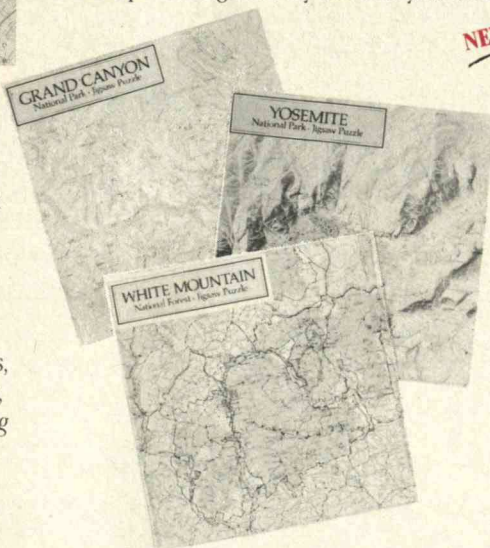 NE
GRAND CANYON
National Park - Jigsaw Puzzle
YOSEMITE
National Park - Jigsaw Puzzle
WHITE MOUNTAIN
National Forest - Jigsaw Puzzle
s,